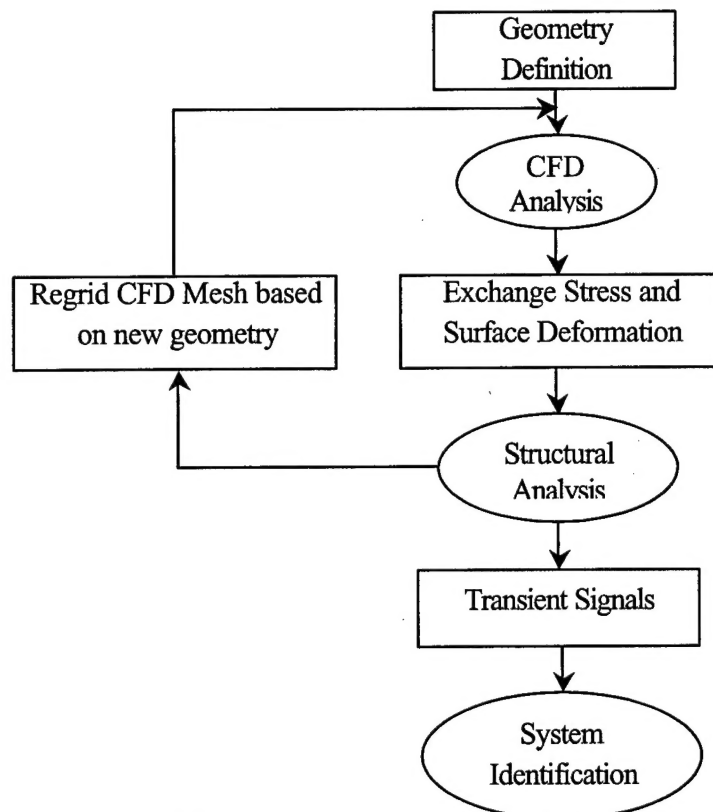 Geometry
Definition
CFD
Analysis
Regrid CFD Mesh based
on new geometry
Exchange Stress and
Surface Deformation
Structural
Analysis
Transient Signals
System
Identification